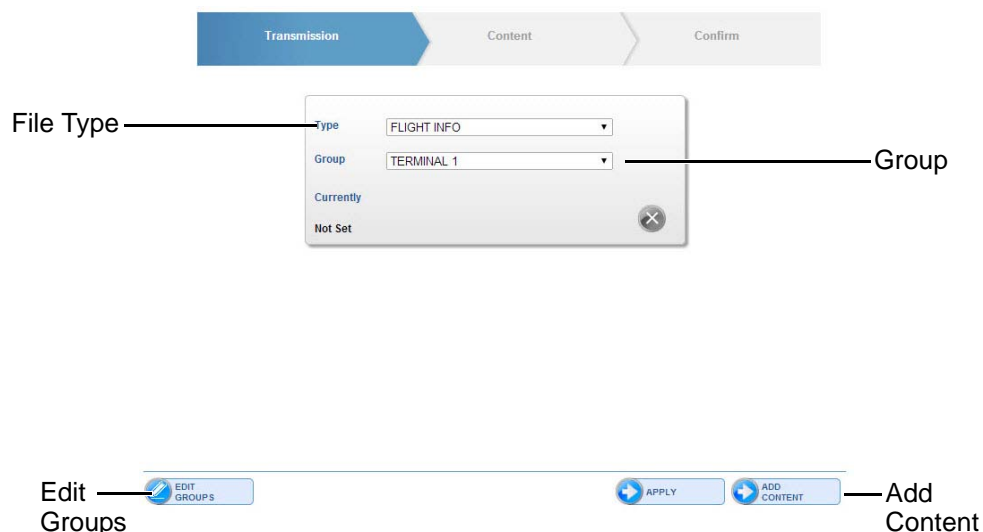 Transmission
Content
Confirm
File Type
Type
FLIGHT INFO
Group
TERMINAL 1
Group
Currently
Not Set
Edit
Groups
EDIT
GROUPS
APPLY
ADD
CONTENT
Add
Content